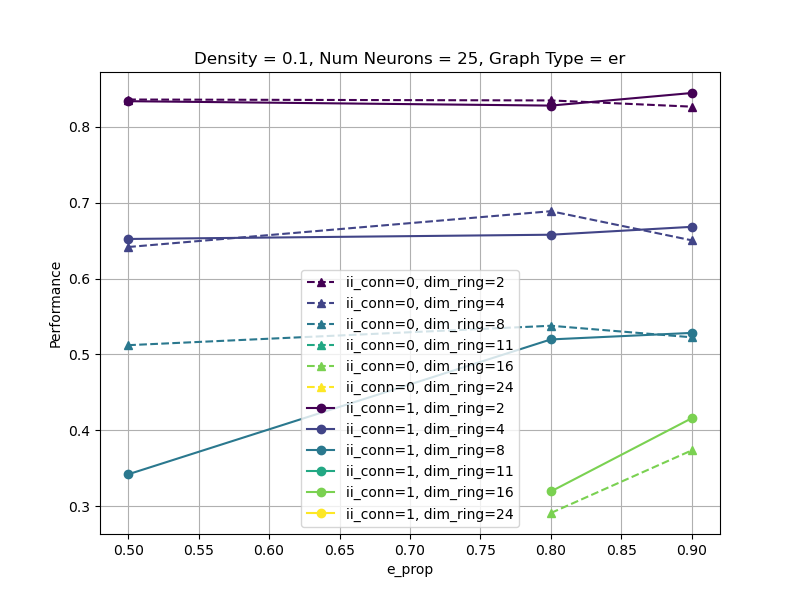 Density = 0.1, Num Neurons = 25, Graph Type = er
Performance
0.8
0.7
0.6
0.5
0.4
0.3
ii_conn=0, dim_ring=2
ii_conn=0, dim_ring=4
ii_conn=0, dim_ring=8
ii_conn=0, dim_ring=11
ii_conn=0, dim_ring=16
ii_conn=0, dim_ring=24
ii_conn=1, dim_ring=2
ii_conn=1, dim_ring=4
ii_conn=1, dim_ring=8
ii_conn=1, dim_ring=11
ii_conn=1, dim_ring=16
ii_conn=1, dim_ring=24
0.50 0.55 0.60 0.65 0.70 0.75 0.80 0.85 0.90
e_prop